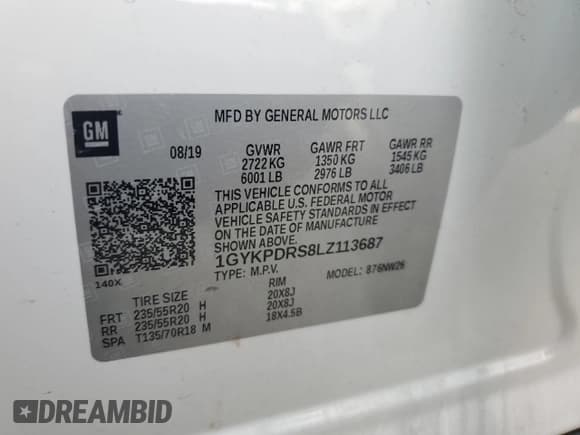 GM
MFD BY GENERAL MOTORS LLC
08/19 GVWR GAWR FRT GAWR RR
2722 KG 1350 KG 1545 KG
6001 LB 2976 LB 3406 LB
THIS VEHICLE CONFORMS TO ALL
APPLICABLE U.S. FEDERAL MOTOR
VEHICLE SAFETY STANDARDS IN EFFECT
ON THE DATE OF MANUFACTURE
SHOWN ABOVE.
1GYKPDRS8LZ113687
140X TYPE: M.P.V. MODEL: 876NW26
TIRE SIZE RIM
FRT 235/55R20 H 20X8J
RR 235/55R20 H 20X8J
SPA T135/70R18 M 18X4.5B
DREAMBID